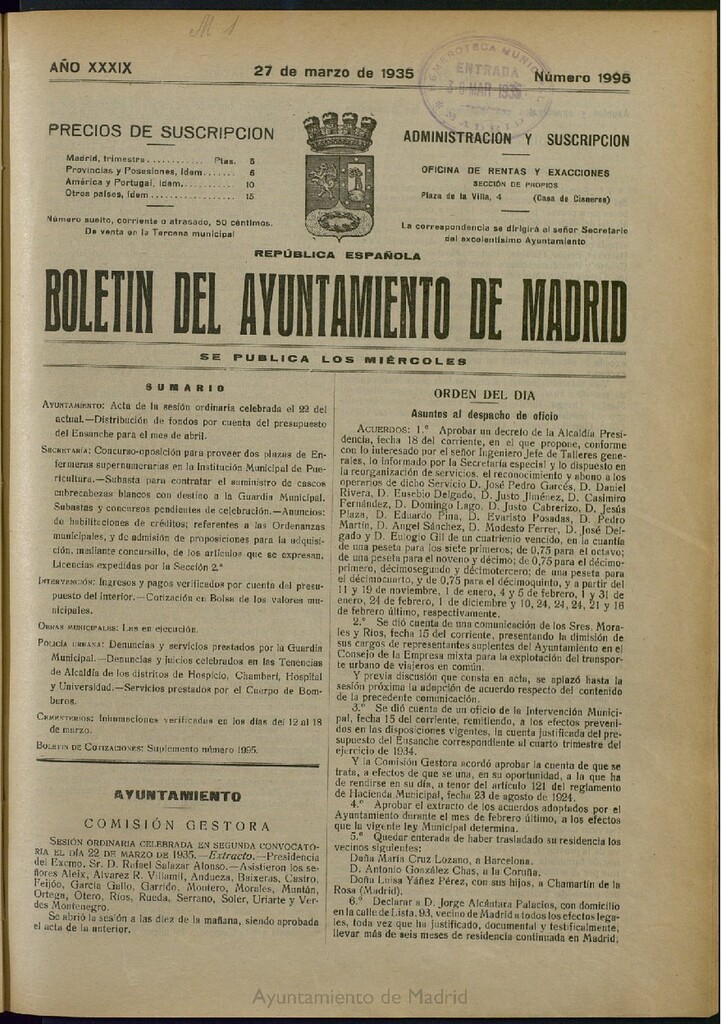 M 1
AÑO XXXIX
27 de marzo de 1935
Número 1995
HEMEROTECA MUNICIPAL
ENTRADA
MAR 1935
MADRID
PRECIOS DE SUSCRIPCION
Madrid, trimestre........... Ptas. 5
Provincias y Posesiones, idem....... 6
América y Portugal, idem........... 10
Otros países, idem................ 15
Número suelto, corriente o atrasado, 50 céntimos.
De venta en la Tercena municipal
ADMINISTRACION Y SUSCRIPCION
OFICINA DE RENTAS Y EXACCIONES
SECCIÓN DE PROPIOS
Plaza de la Villa, 4 (Casa de Cisneros)
La correspondencia se dirigirá al señor Secretario
del excelentísimo Ayuntamiento
REPÚBLICA ESPAÑOLA
BOLETIN DEL AYUNTAMIENTO DE MADRID
SE PUBLICA LOS MIÉRCOLES
SUMARIO
AYUNTAMIENTO: Acta de la sesión ordinaria celebrada el 22 del
actual.—Distribución de fondos por cuenta del presupuesto
del Ensanche para el mes de abril.
SECRETARÍA: Concurso-oposición para proveer dos plazas de En-
fermeras supernumerarias en la Institución Municipal de Pue-
ricultura.—Subasta para contratar el suministro de cascos
cubrecabezas blancos con destino a la Guardia Municipal.
Subastas y concursos pendientes de celebración.—Anuncios:
de habilitaciones de créditos; referentes a las Ordenanzas
municipales, y de admisión de proposiciones para la adquisi-
ción, mediante concursillo, de los artículos que se expresan.
Licencias expedidas por la Sección 2.ª
INTERVENCIÓN: Ingresos y pagos verificados por cuenta del presu-
puesto del Interior.—Cotización en Bolsa de los valores mu-
nicipales.
OBRAS MUNICIPALES: Las en ejecución.
POLICÍA URBANA: Denuncias y servicios prestados por la Guardia
Municipal.—Denuncias y juicios celebrados en las Tenencias
de Alcaldía de los distritos de Hospicio, Chamberí, Hospital
y Universidad.—Servicios prestados por el Cuerpo de Bom-
beros.
CEMENTERIOS: Inhumaciones verificadas en los días del 12 al 18
de marzo.
BOLETIN DE COTIZACIONES: Suplemento número 1995.
AYUNTAMIENTO
COMISIÓN GESTORA
SESIÓN ORDINARIA CELEBRADA EN SEGUNDA CONVOCATO-
RIA EL DÍA 22 DE MARZO DE 1935.—Extracto.—Presidencia
del Excmo. Sr. D. Rafael Salazar Alonso.—Asistieron los se-
ñores Aleix, Alvarez R. Villamil, Andueza, Baixeras, Castro,
Feijóo, García Gallo, Garrido, Montero, Morales, Muntán,
Ortega, Otero, Ríos, Rueda, Serrano, Soler, Uriarte y Ver-
des Montenegro.
Se abrió la sesión a las diez de la mañana, siendo aprobada
el acta de la anterior.
ORDEN DEL DIA
Asuntos al despacho de oficio
ACUERDOS: 1.º Aprobar un decreto de la Alcaldía Presi-
dencia, fecha 18 del corriente, en el que propone, conforme
con lo interesado por el señor Ingeniero Jefe de Talleres gene-
rales, lo informado por la Secretaría especial y lo dispuesto en
la reorganización de servicios, el reconocimiento y abono a los
operarios de dicho Servicio D. José Pedro Garcés, D. Daniel
Rivera, D. Eusebio Delgado, D. Justo Jiménez, D. Casimiro
Fernández, D. Domingo Lago, D. Justo Cabrerizo, D. Jesús
Plaza, D. Eduardo Pina, D. Evaristo Posadas, D. Pedro
Martín, D. Angel Sánchez, D. Modesto Ferrer, D. José Del-
gado y D. Eulogio Gil de un cuatrienio vencido, en la cuantía
de una peseta para los siete primeros; de 0,75 para el octavo;
de una peseta para el noveno y décimo; de 0,75 para el décimo-
primero, décimosegundo y décimotercero; de una peseta para
el décimocuarto, y de 0,75 para el décimoquinto, y a partir del
11 y 19 de noviembre, 1 de enero, 4 y 5 de febrero, 1 y 31 de
enero, 24 de febrero, 1 de diciembre y 10, 24, 24, 21 y 16
de febrero último, respectivamente.
2.º Se dió cuenta de una comunicación de los Sres. Mora-
les y Ríos, fecha 15 del corriente, presentando la dimisión de
sus cargos de representantes suplentes del Ayuntamiento en el
Consejo de la Empresa mixta para la explotación del transpor-
te urbano de viajeros en común.
Y previa discusión que consta en acta, se aplazó hasta la
sesión próxima la adopción de acuerdo respecto del contenido
de la precedente comunicación.
3.º Se dió cuenta de un oficio de la Intervención Munici-
pal, fecha 15 del corriente, remitiendo, a los efectos preveni-
dos en las disposiciones vigentes, la cuenta justificada del pre-
supuesto del Ensanche correspondiente al cuarto trimestre del
ejercicio de 1934.
Y la Comisión Gestora acordó aprobar la cuenta de que se
trata, a efectos de que se una, en su oportunidad, a la que ha
de rendirse en su día, a tenor del artículo 121 del reglamento
de Hacienda Municipal, fecha 23 de agosto de 1924.
4.º Aprobar el extracto de los acuerdos adoptados por el
Ayuntamiento durante el mes de febrero último, a los efectos
que la vigente ley Municipal determina.
5.º Quedar enterada de haber trasladado su residencia los
vecinos siguientes:
Doña María Cruz Lozano, a Barcelona.
D. Antonio González Chas, a la Coruña.
Doña Luisa Yáñez Pérez, con sus hijos, a Chamartín de la
Rosa (Madrid).
6.º Declarar a D. Jorge Alcántara Palacios, con domicilio
en la calle de Lista, 93, vecino de Madrid a todos los efectos lega-
les, toda vez que ha justificado, documental y testificalmente,
llevar más de seis meses de residencia continuada en Madrid,
Ayuntamiento de Madrid